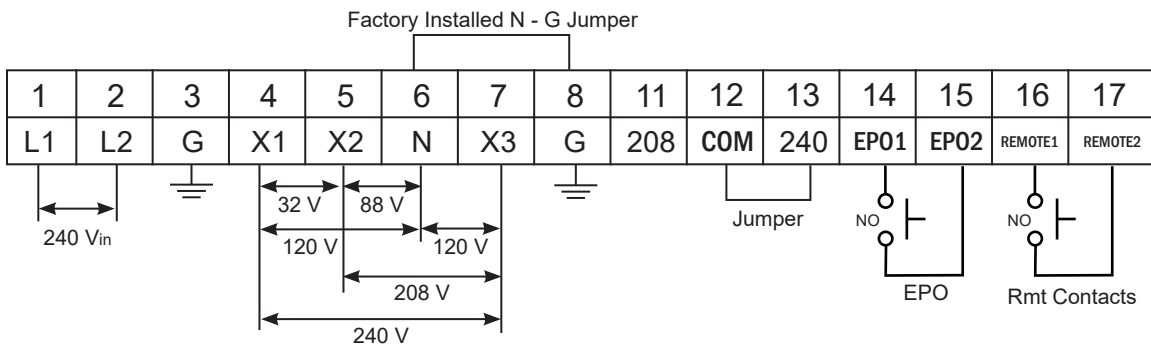 Factory Installed N - G Jumper
1 2 3 4 5 6 7 8 11 12 13 14 15 16 17
L1 L2 G X1 X2 N X3 G 208 COM 240 EPO1 EPO2 REMOTE1 REMOTE2
32 V 88 V
240 Vin
120 V 120 V
Jumper
NO NO
208 V
EPO Rmt Contacts
240 V